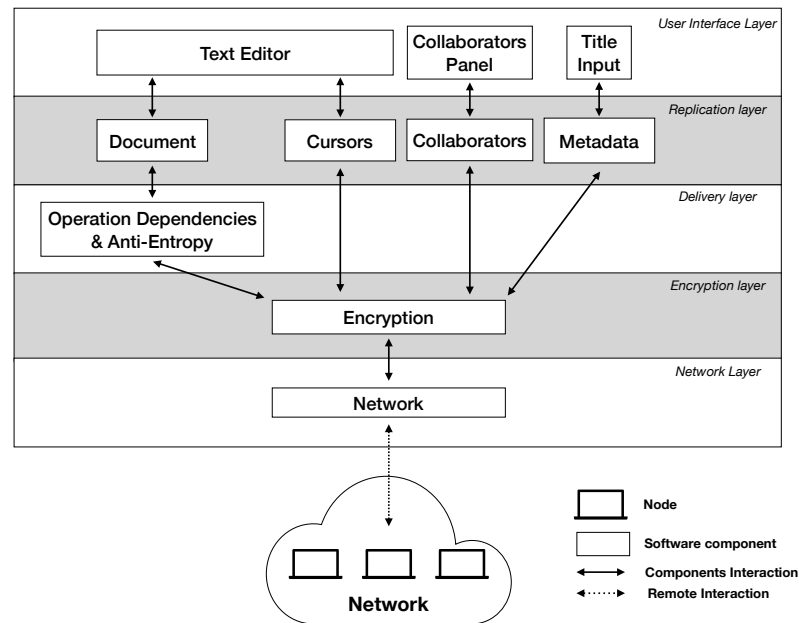 User Interface Layer
Text Editor
Collaborators
Panel
Title
Input
Replication layer
Document
Cursors
Collaborators
Metadata
Delivery layer
Operation Dependencies
& Anti-Entropy
Encryption layer
Encryption
Network Layer
Network
Node
Software component
Components Interaction
Remote Interaction
Network